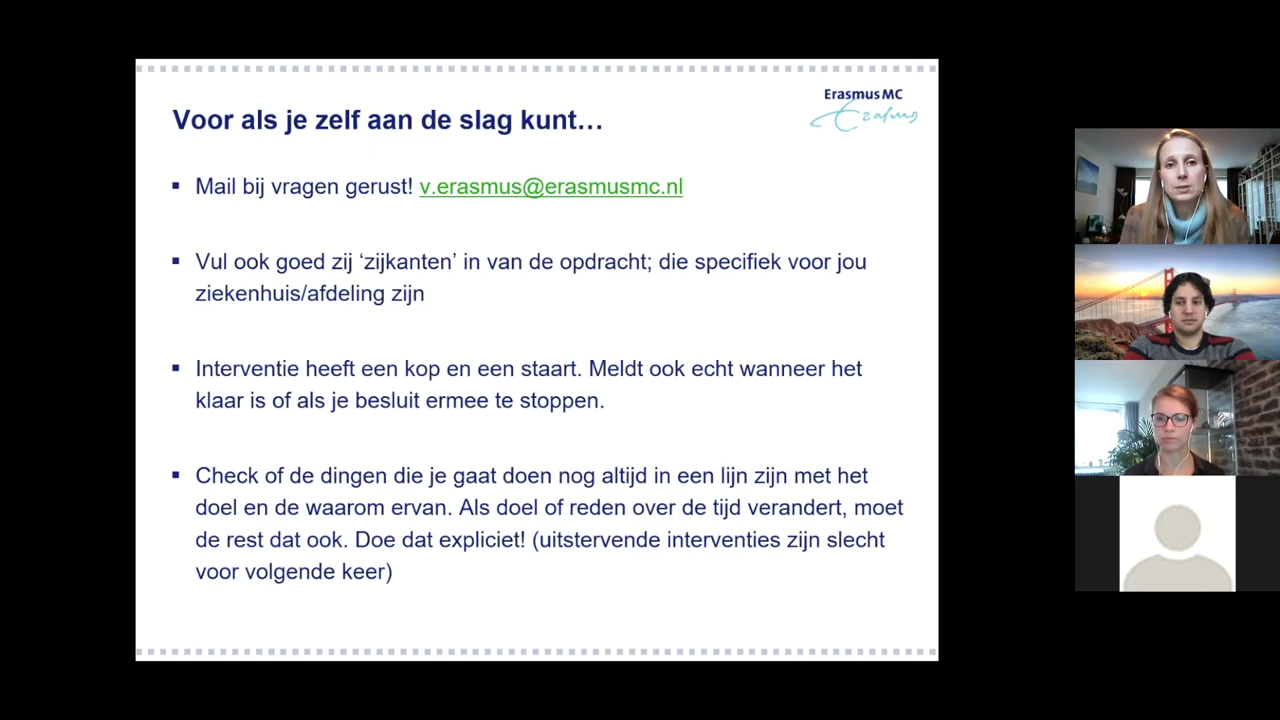 Erasmus MC
Erasmus
Voor als je zelf aan de slag kunt…
▪ Mail bij vragen gerust! v.erasmus@erasmusmc.nl
▪ Vul ook goed zij ‘zijkanten’ in van de opdracht; die specifiek voor jou
ziekenhuis/afdeling zijn
▪ Interventie heeft een kop en een staart. Meldt ook echt wanneer het
klaar is of als je besluit ermee te stoppen.
▪ Check of de dingen die je gaat doen nog altijd in een lijn zijn met het
doel en de waarom ervan. Als doel of reden over de tijd verandert, moet
de rest dat ook. Doe dat expliciet! (uitstervende interventies zijn slecht
voor volgende keer)